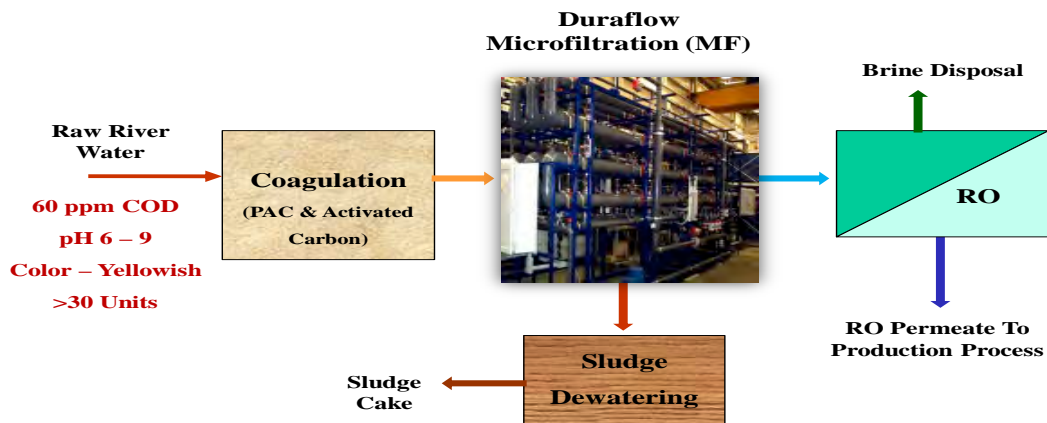 Duraflow
Microfiltration (MF)
Brine Disposal
Raw River
Water
Coagulation
(PAC & Activated
Carbon)
RO
60 ppm COD
pH 6 – 9
Color – Yellowish
>30 Units
RO Permeate To
Production Process
Sludge
Dewatering
Sludge
Cake